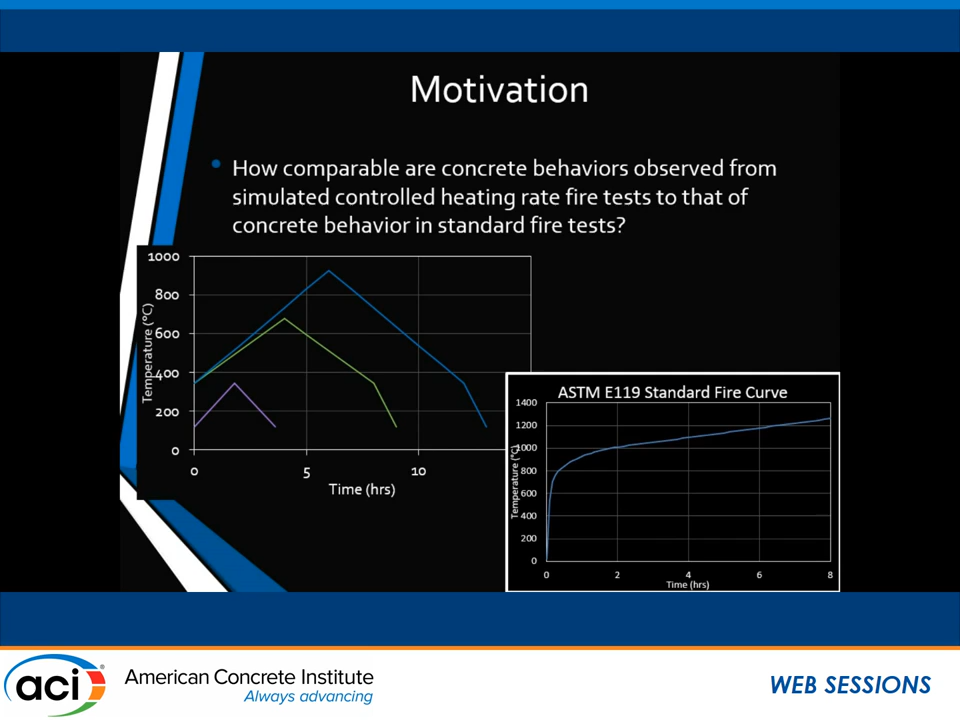 Motivation
How comparable are concrete behaviors observed from
simulated controlled heating rate fire tests to that of
concrete behavior in standard fire tests?
1000
800
600
400
200
0
Temperature (°C)
0 5 10
Time (hrs)
ASTM E119 Standard Fire Curve
1400
1200
1000
800
600
400
200
0
Temperature (°C)
0 2 4 6 8
Time (hrs)
aci®
American Concrete Institute
Always advancing
WEB SESSIONS